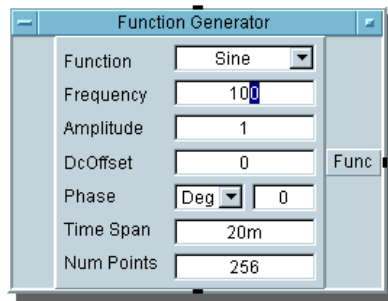 Function Generator
Function Sine
Frequency 100
Amplitude 1
DcOffset 0
Func
Phase Deg 0
Time Span 20m
Num Points 256